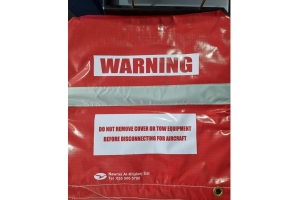 WARNING
DO NOT REMOVE COVER OR TOW EQUIPMENT
BEFORE DISCONNECTING FOR AIRCRAFT